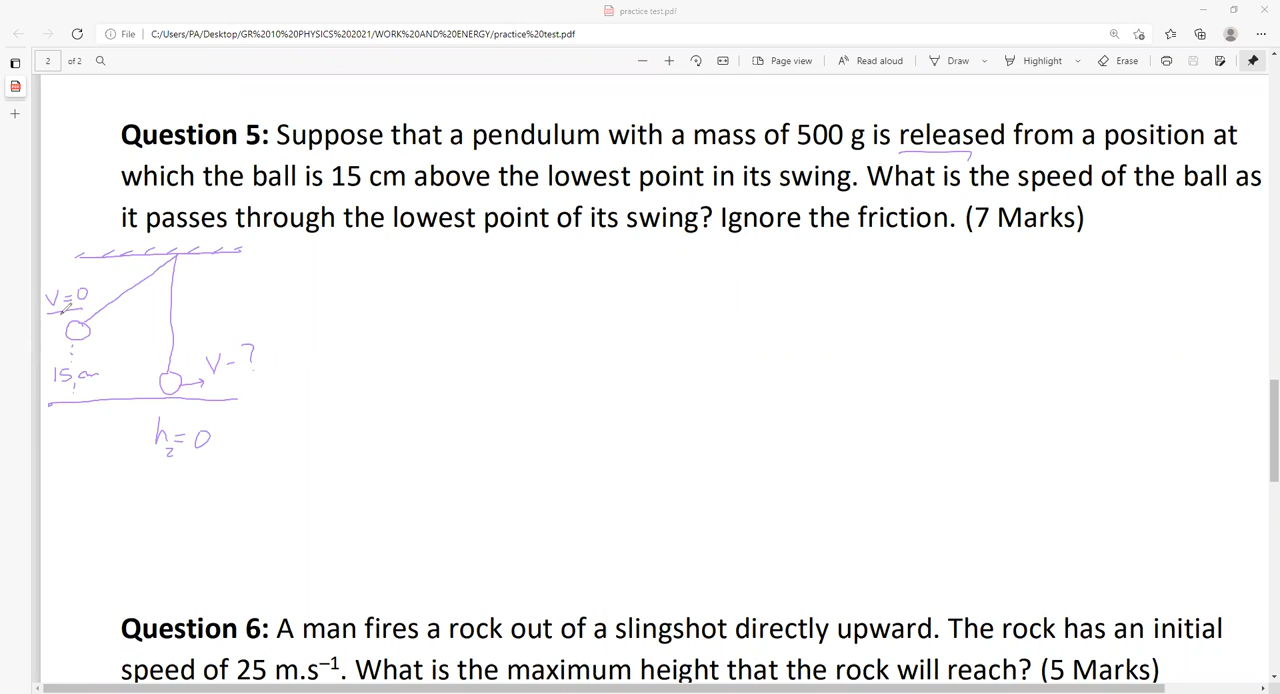 practice test.pdf
File C:/Users/PA/Desktop/GR%2010%20PHYSICS%202021/WORK%20AND%20ENERGY/practice%20test.pdf
2 of 2 Page view Read aloud Draw Highlight Erase
Question 5: Suppose that a pendulum with a mass of 500 g is released from a position at
which the ball is 15 cm above the lowest point in its swing. What is the speed of the ball as
it passes through the lowest point of its swing? Ignore the friction. (7 Marks)
V=0
V-?
15 cm
h₂=0
Question 6: A man fires a rock out of a slingshot directly upward. The rock has an initial
speed of 25 m.s⁻¹. What is the maximum height that the rock will reach? (5 Marks)